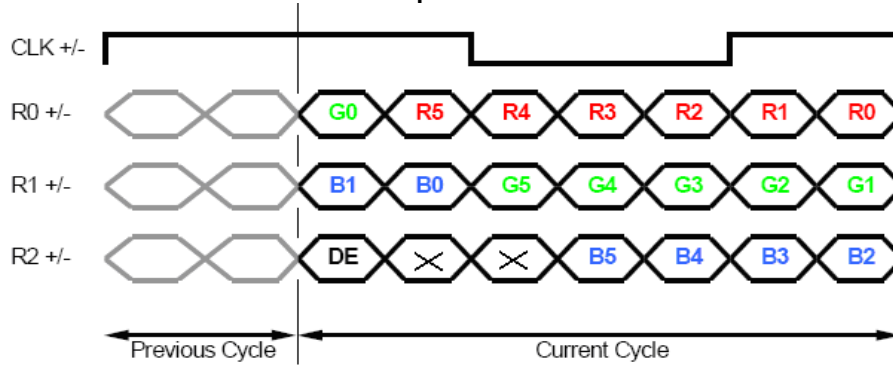 CLK +/-
R0 +/- G0 R5 R4 R3 R2 R1 R0
R1 +/- B1 B0 G5 G4 G3 G2 G1
R2 +/- DE B5 B4 B3 B2
Previous Cycle Current Cycle